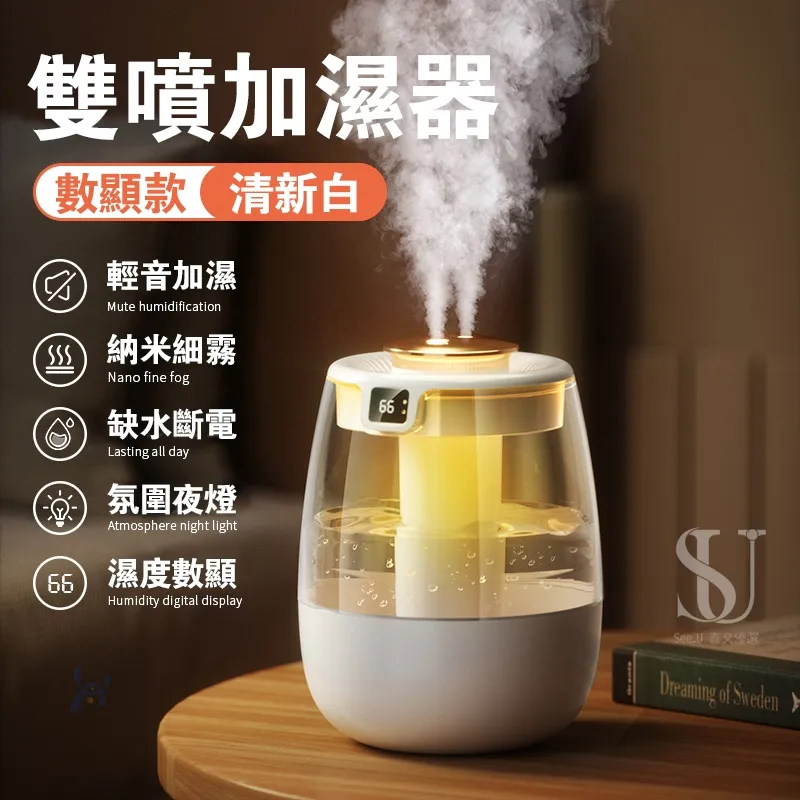 雙噴加濕器
數顯款 清新白
輕音加濕
Mute humidification
納米細霧
Nano fine fog
缺水斷電
Lasting all day
氛圍夜燈
Atmosphere night light
66
濕度數顯
Humidity digital display
66
SU
See.U
Dreaming of Sweden